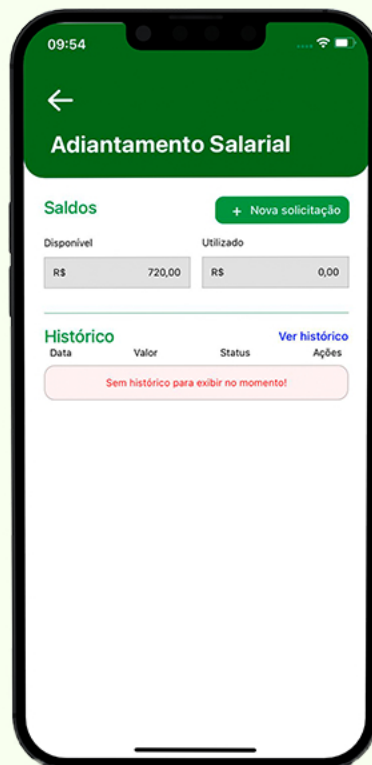 09:54
Adiantamento Salarial
Saldos
+ Nova solicitação
Disponível Utilizado
R$ 720,00 R$ 0,00
Histórico Ver histórico
Data Valor Status Ações
Sem histórico para exibir no momento!